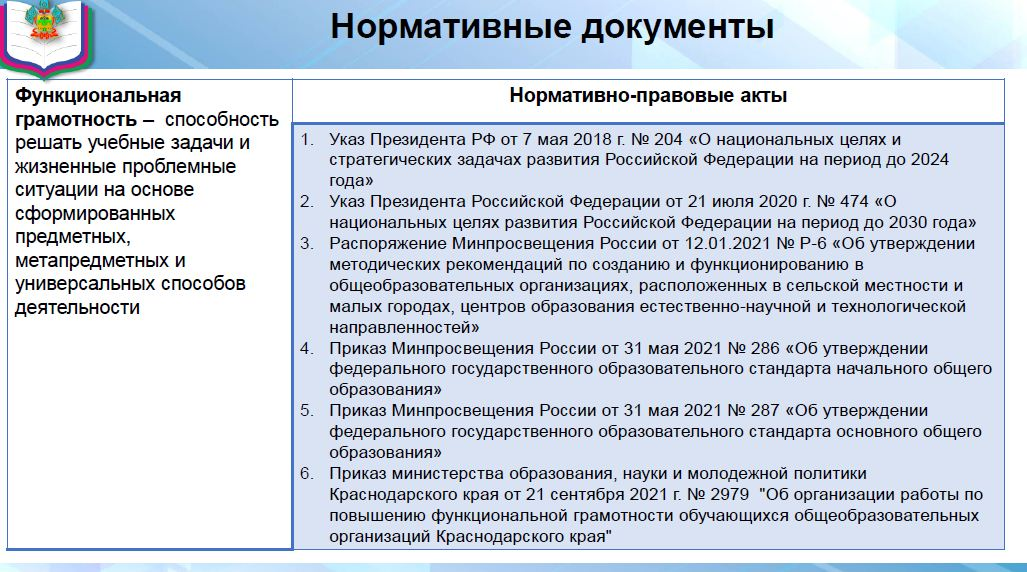 Нормативные документы
Функциональная
грамотность – способность
решать учебные задачи и
жизненные проблемные
ситуации на основе
сформированных
предметных,
метапредметных и
универсальных способов
деятельности
Нормативно-правовые акты
1. Указ Президента РФ от 7 мая 2018 г. № 204 «О национальных целях и
стратегических задачах развития Российской Федерации на период до 2024
года»
2. Указ Президента Российской Федерации от 21 июля 2020 г. № 474 «О
национальных целях развития Российской Федерации на период до 2030 года»
3. Распоряжение Минпросвещения России от 12.01.2021 № Р-6 «Об утверждении
методических рекомендаций по созданию и функционированию в
общеобразовательных организациях, расположенных в сельской местности и
малых городах, центров образования естественно-научной и технологической
направленностей»
4. Приказ Минпросвещения России от 31 мая 2021 № 286 «Об утверждении
федерального государственного образовательного стандарта начального общего
образования»
5. Приказ Минпросвещения России от 31 мая 2021 № 287 «Об утверждении
федерального государственного образовательного стандарта основного общего
образования»
6. Приказ министерства образования, науки и молодежной политики
Краснодарского края от 21 сентября 2021 г. № 2979 "Об организации работы по
повышению функциональной грамотности обучающихся общеобразовательных
организаций Краснодарского края"